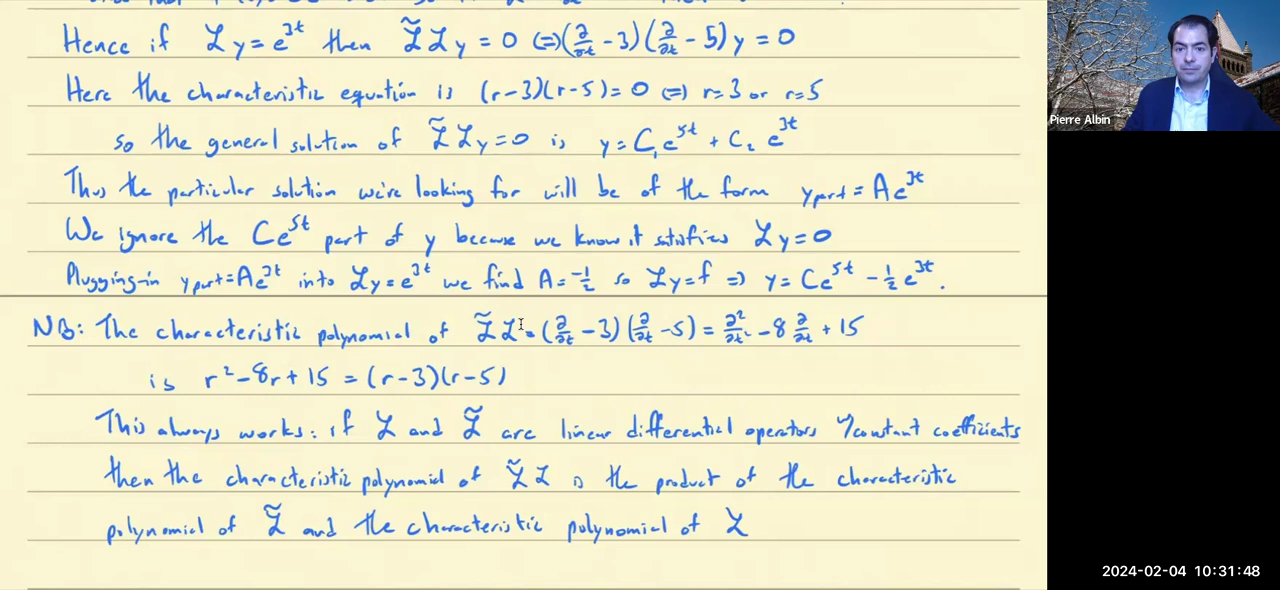 Hence if ℒy = e^{3t} then ℒ̃ℒy = 0 ⇔ (∂/∂t - 3)(∂/∂t - 5)y = 0
Here the characteristic equation is (r-3)(r-5) = 0 ⇔ r=3 or r=5
so the general solution of ℒ̃ℒy=0 is y = C₁e^{5t} + C₂ e^{3t}
Thus the particular solution we're looking for will be of the form y_part = Ae^{3t}
We ignore the Ce^{5t} part of y because we know it satisfies ℒy=0
Plugging-in y_part=Ae^{3t} into ℒy=e^{3t} we find A=-1/2 so ℒy=f ⇒ y = Ce^{5t} - 1/2 e^{3t}.
NB: The characteristic polynomial of ℒ̃ℒ = (∂/∂t - 3)(∂/∂t - 5) = ∂²/∂t² - 8 ∂/∂t + 15
is r² - 8r + 15 = (r-3)(r-5)
This always works: if ℒ and ℒ̃ are linear differential operators w/constant coefficients
then the characteristic polynomial of ℒ̃ℒ is the product of the characteristic
polynomial of ℒ̃ and the characteristic polynomial of ℒ
Pierre Albin
2024-02-04 10:31:48